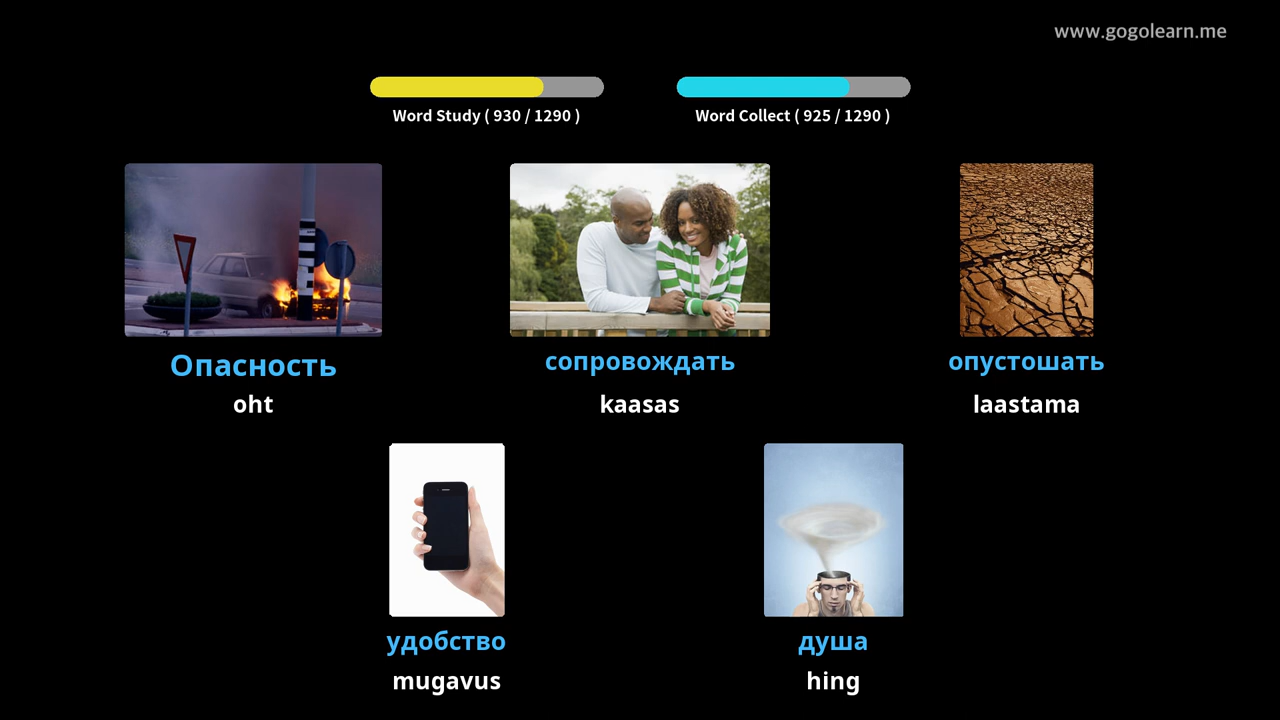 www.gogolearn.me
Word Study ( 930 / 1290 )
Word Collect ( 925 / 1290 )
Опасность
oht
сопровождать
kaasas
опустошать
laastama
удобство
mugavus
душа
hing